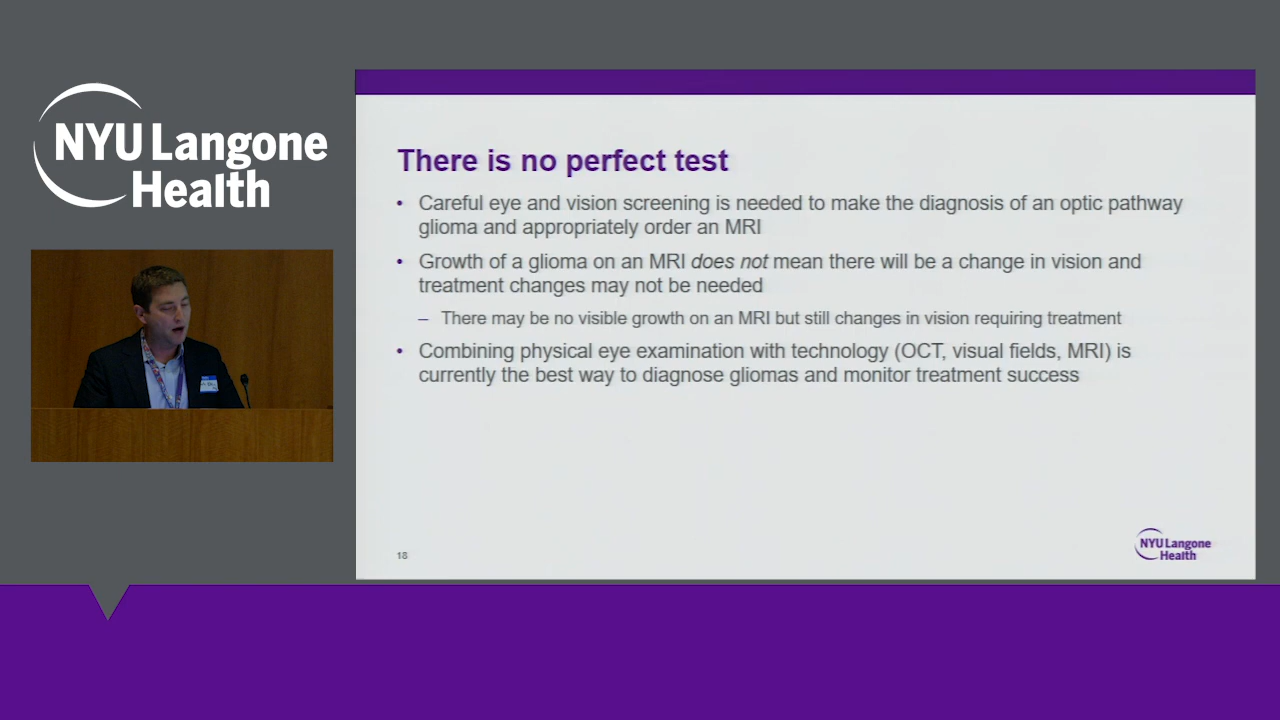 NYU Langone
Health
There is no perfect test
• Careful eye and vision screening is needed to make the diagnosis of an optic pathway
glioma and appropriately order an MRI
• Growth of a glioma on an MRI does not mean there will be a change in vision and
treatment changes may not be needed
– There may be no visible growth on an MRI but still changes in vision requiring treatment
• Combining physical eye examination with technology (OCT, visual fields, MRI) is
currently the best way to diagnose gliomas and monitor treatment success
18
NYU Langone
Health